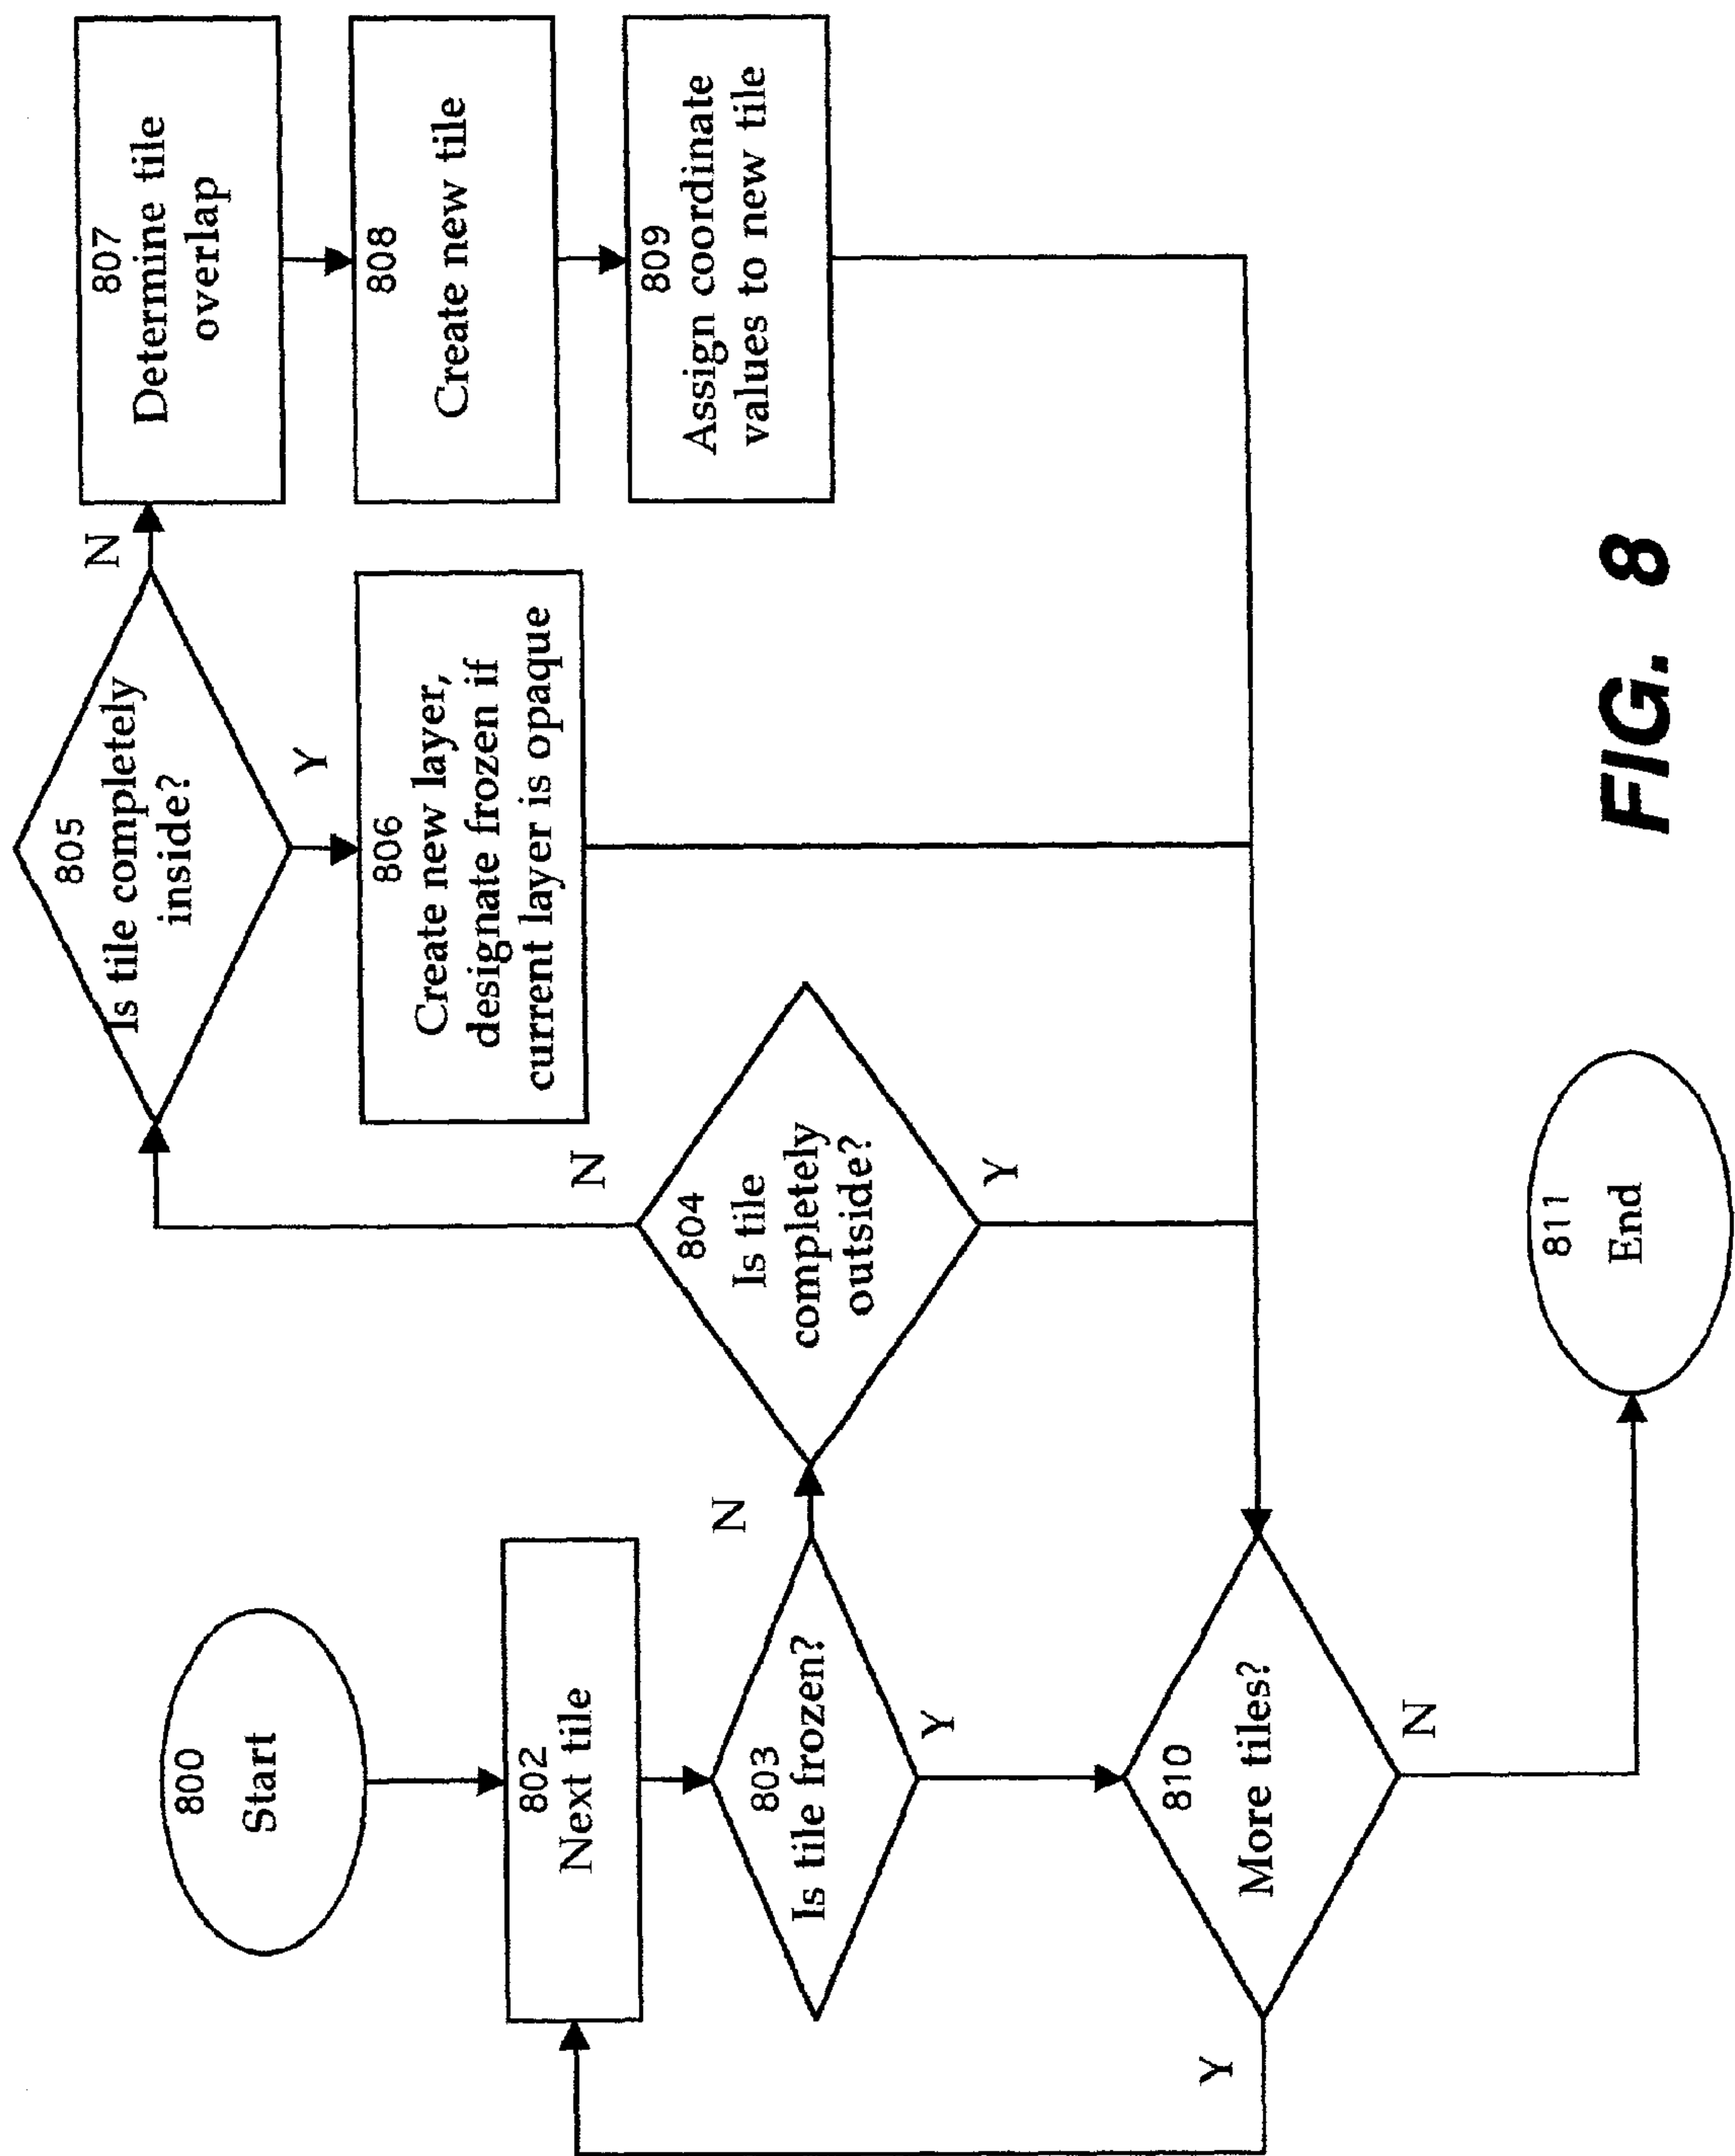 800
Start
802
Next tile
803
Is tile frozen?
N
Y
804
Is tile
completely
outside?
N
Y
805
Is tile completely
inside?
N
Y
806
Create new layer,
designate frozen if
current layer is opaque
807
Determine tile
overlap
808
Create new tile
809
Assign coordinate
values to new tile
810
More tiles?
Y
N
811
End
FIG. 8